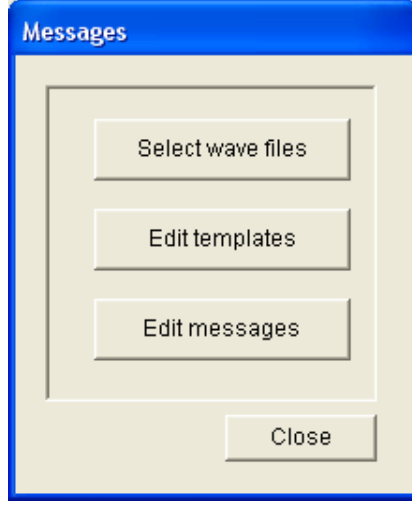 Messages
Select wave files
Edit templates
Edit messages
Close